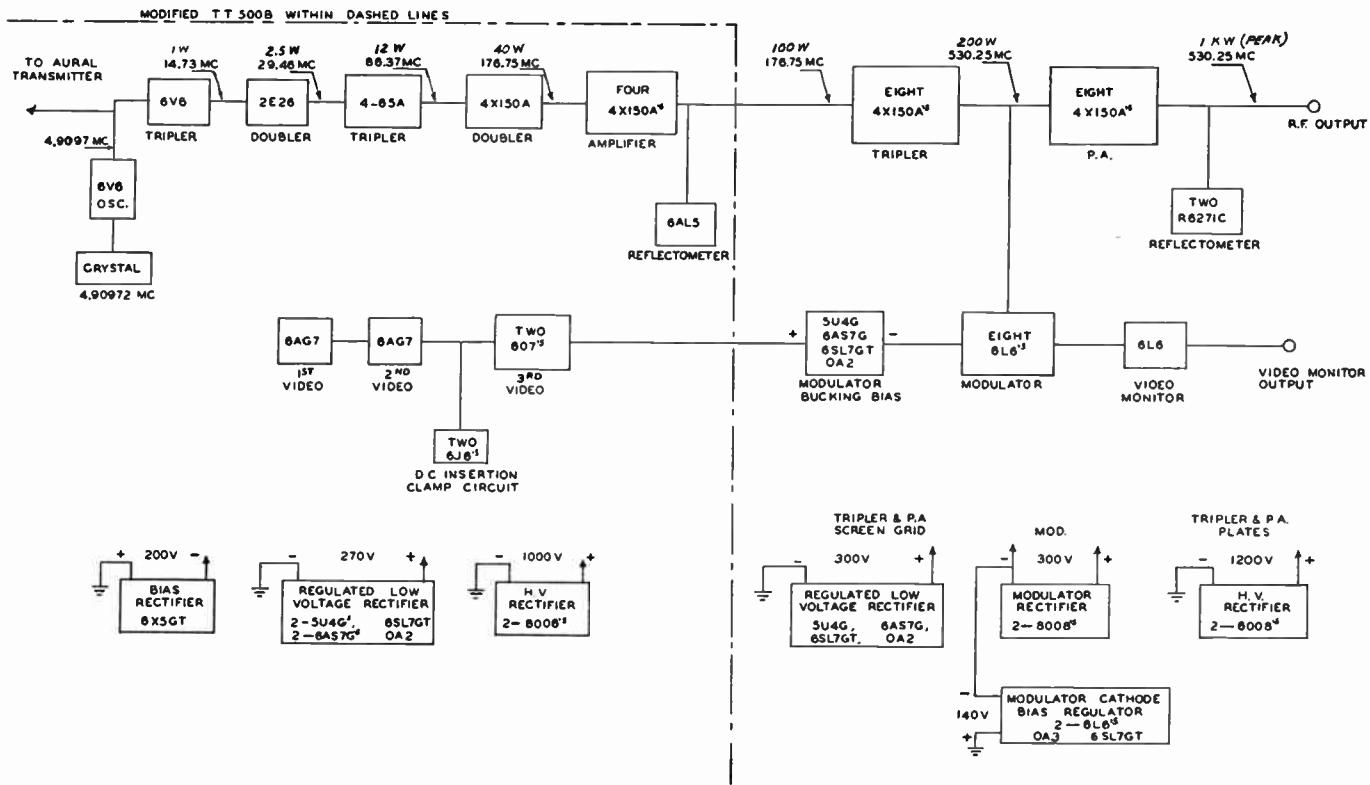 MODIFIED TT 500B WITHIN DASHED LINES
TO AURAL
TRANSMITTER
1W
14.73 MC
2.5W
29.46 MC
12 W
86.37 MC
40 W
176.75 MC
100 W
176.75 MC
200 W
530.25 MC
1 KW (PEAK)
530.25 MC
6V6
TRIPLER
2E26
DOUBLER
4-65A
TRIPLER
4X150A
DOUBLER
FOUR
4X150A'S
AMPLIFIER
EIGHT
4X150A'S
TRIPLER
EIGHT
4X150A'S
P.A.
R.F. OUTPUT
4,9097 MC
6V6
OSC.
CRYSTAL
4,90972 MC
6AL5
REFLECTOMETER
TWO
R6271C
REFLECTOMETER
6AG7
1ST
VIDEO
6AG7
2ND
VIDEO
TWO
607'S
3RD
VIDEO
TWO
6J6'S
D C INSERTION
CLAMP CIRCUIT
+
5U4G
6AS7G
6SL7GT
OA2
-
MODULATOR
BUCKING BIAS
EIGHT
6L6'S
MODULATOR
6L6
VIDEO
MONITOR
VIDEO MONITOR
OUTPUT
+ 200V -
BIAS
RECTIFIER
6X5GT
- 270V +
REGULATED LOW
VOLTAGE RECTIFIER
2-5U4G'S, 6SL7GT
2-6AS7G'S OA2
- 1000V +
H.V.
RECTIFIER
2-8008'S
TRIPLER & P.A
SCREEN GRID
- 300V +
REGULATED LOW
VOLTAGE RECTIFIER
5U4G, 6AS7G,
6SL7GT, OA2
MOD.
- 300V +
MODULATOR
RECTIFIER
2-8008'S
TRIPLER & P.A.
PLATES
- 1200V +
H.V.
RECTIFIER
2-8008'S
-
140V
+
MODULATOR CATHODE
BIAS REGULATOR
2-6L6'S
OA3 6SL7GT